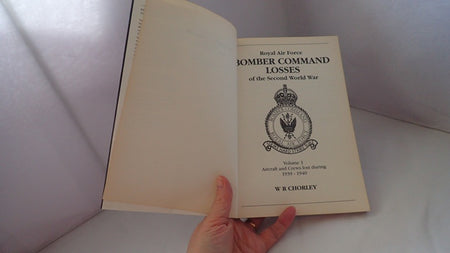 Royal Air Force
BOMBER COMMAND
LOSSES
of the Second World War
Volume 1
Aircraft and Crews lost during
1939 - 1940
W R CHORLEY